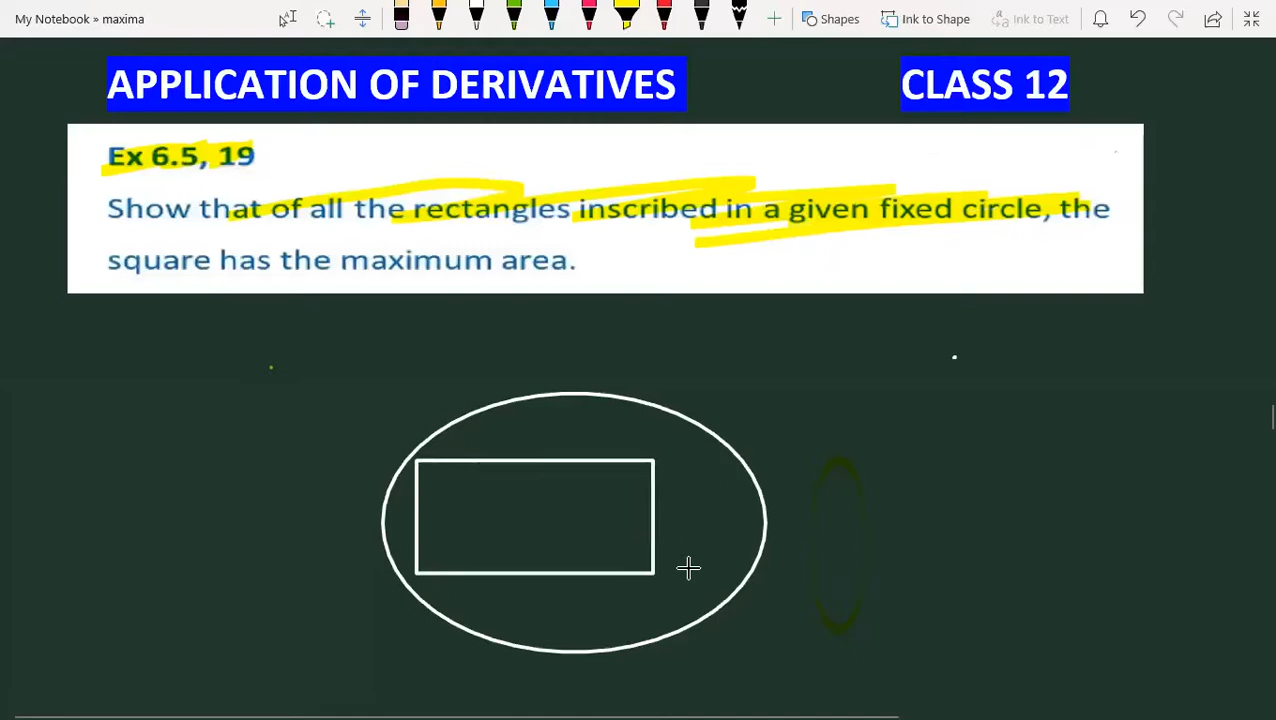 My Notebook » maxima
Shapes
Ink to Shape
Ink to Text
APPLICATION OF DERIVATIVES
CLASS 12
Ex 6.5, 19
Show that of all the rectangles inscribed in a given fixed circle, the
square has the maximum area.